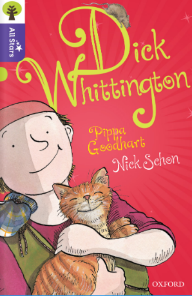 All Stars
Dick
Whittington
Pippa
Goodhart
Nick Schon
OXFORD